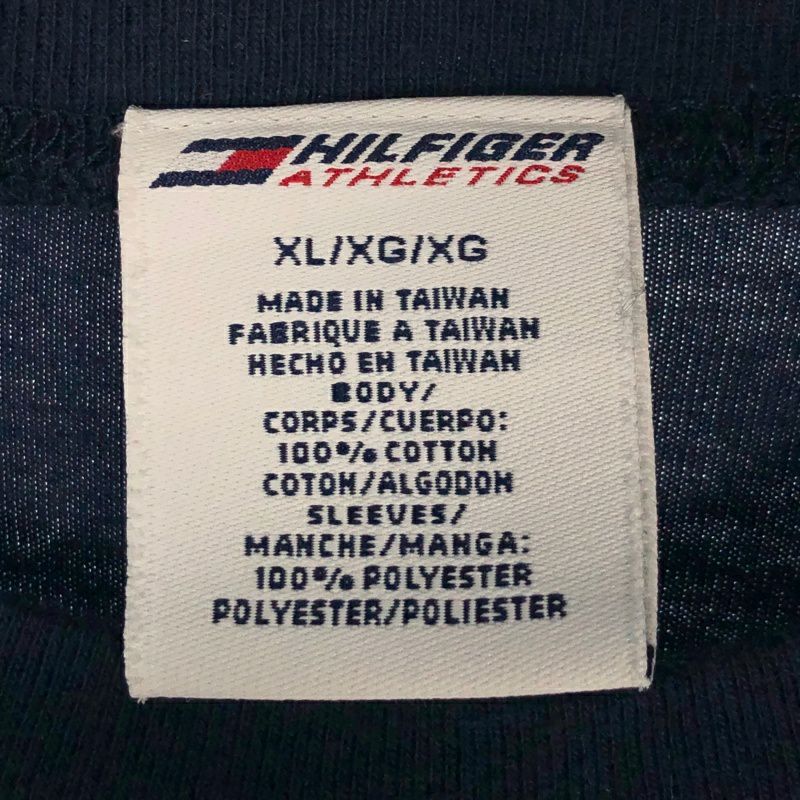 HILFIGER
ATHLETICS
XL/XG/XG
MADE IN TAIWAN
FABRIQUE A TAIWAN
HECHO EN TAIWAN
BODY/
CORPS/CUERPO:
100% COTTON
COTON/ALGODON
SLEEVES/
MANCHE/MANGA:
100% POLYESTER
POLYESTER/POLIESTER